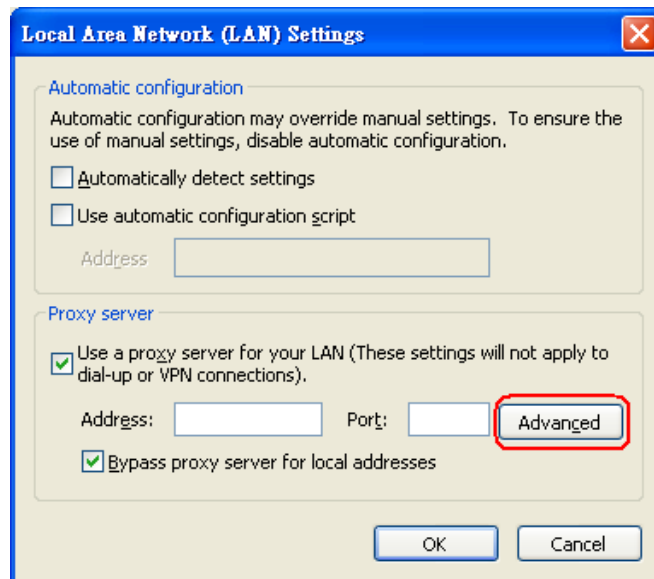 Local Area Network (LAN) Settings
Automatic configuration
Automatic configuration may override manual settings.  To ensure the
use of manual settings, disable automatic configuration.
Automatically detect settings
Use automatic configuration script
Address
Proxy server
Use a proxy server for your LAN (These settings will not apply to
dial-up or VPN connections).
Address: Port: Advanced
Bypass proxy server for local addresses
OK Cancel